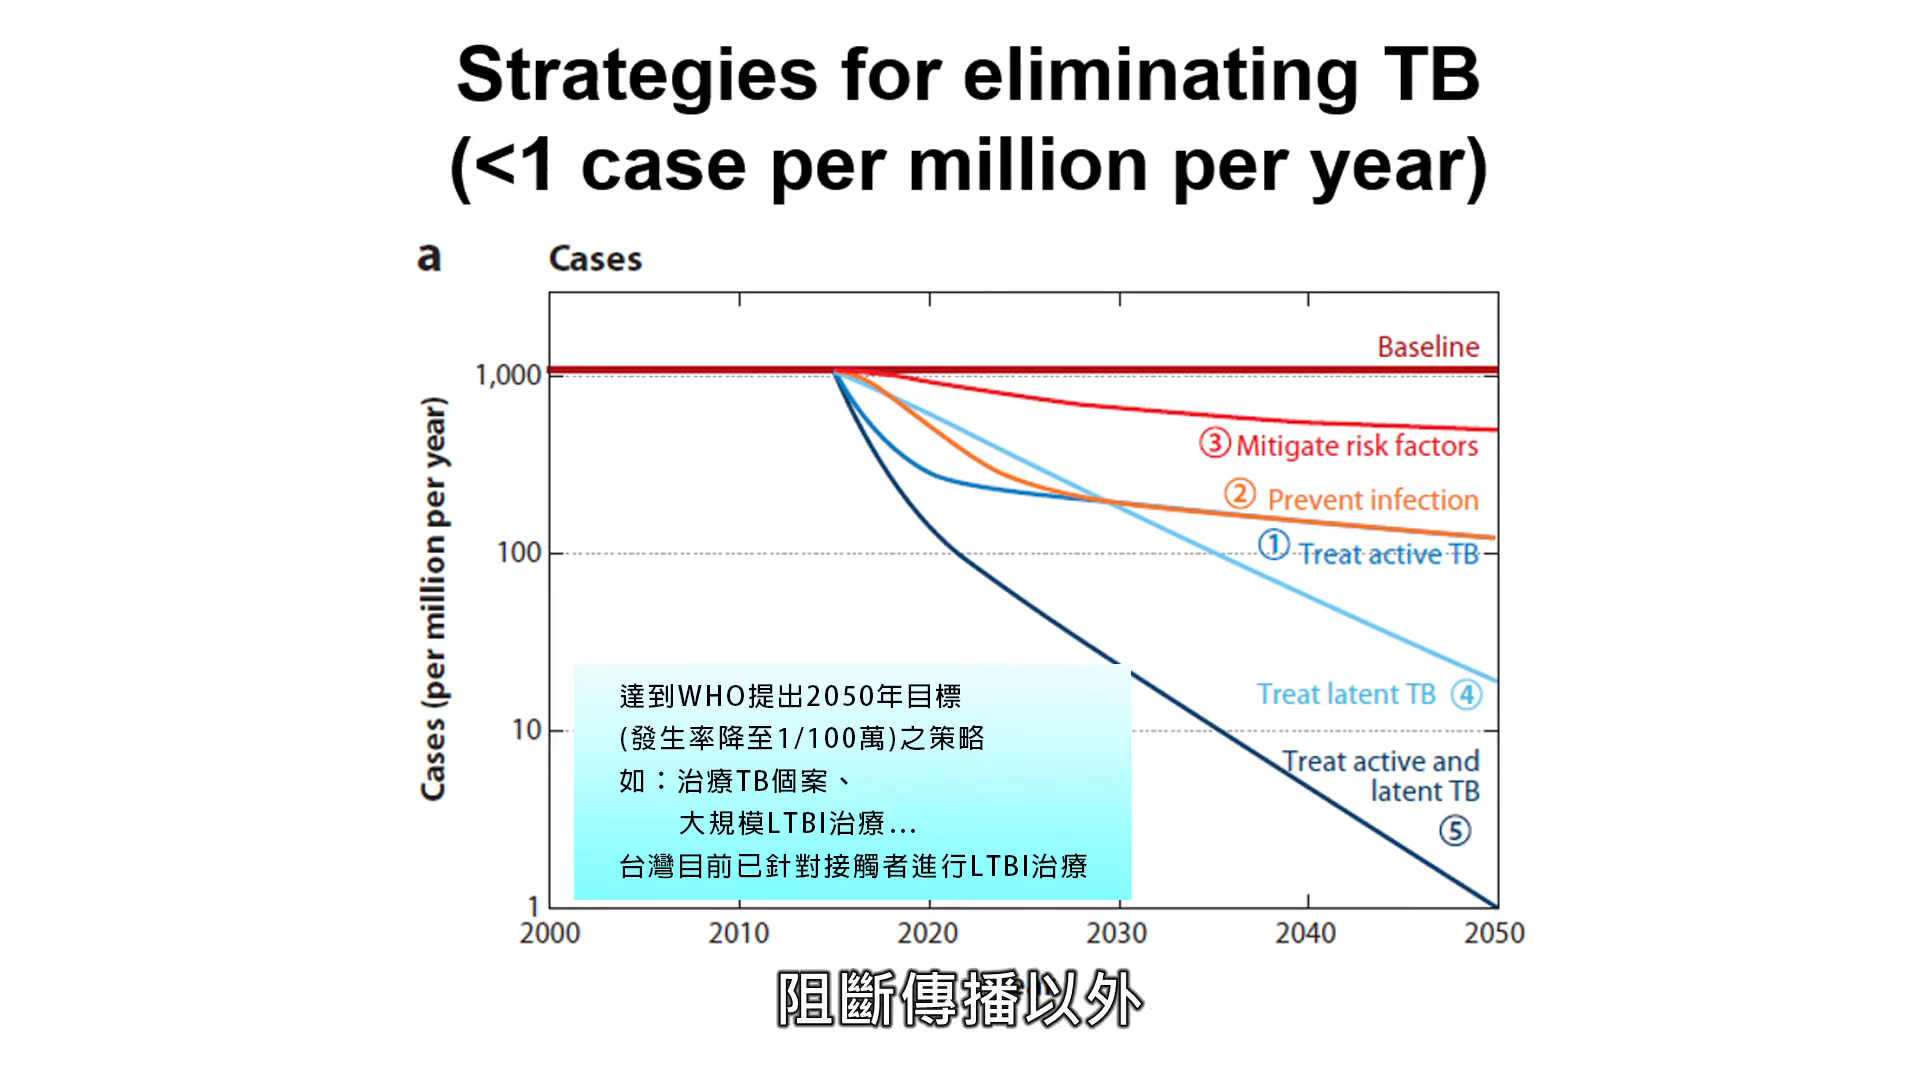 Strategies for eliminating TB
(<1 case per million per year)
a Cases
Cases (per million per year)
1,000
100
10
1
Baseline
③ Mitigate risk factors
② Prevent infection
① Treat active TB
Treat latent TB ④
Treat active and
latent TB
⑤
達到WHO提出2050年目標
(發生率降至1/100萬)之策略
如：治療TB個案、
大規模LTBI治療...
台灣目前已針對接觸者進行LTBI治療
2000 2010 2020 2030 2040 2050
阻斷傳播以外